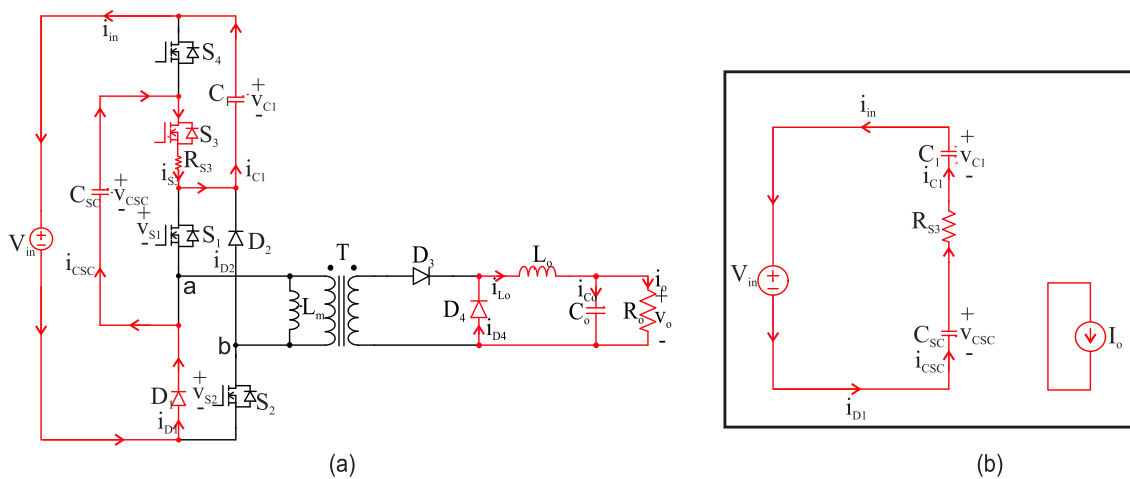 i_in
S_4
C_1
+
v_C1
-
S_3
R_S3
i_S3
i_C1
C_SC
+
v_CSC
-
+
v_S1
-
S_1
D_2
V_in
i_CSC
i_D2
T
D_3
L_o
a
L_m
i_Lo
i_Co
i_o
D_4
C_o
R_o
+
v_o
-
i_D4
b
D_1
+
v_S2
-
S_2
i_D1
(a)
i_in
C_1
+
v_C1
-
i_C1
R_S3
V_in
C_SC
+
v_CSC
-
i_CSC
I_o
i_D1
(b)